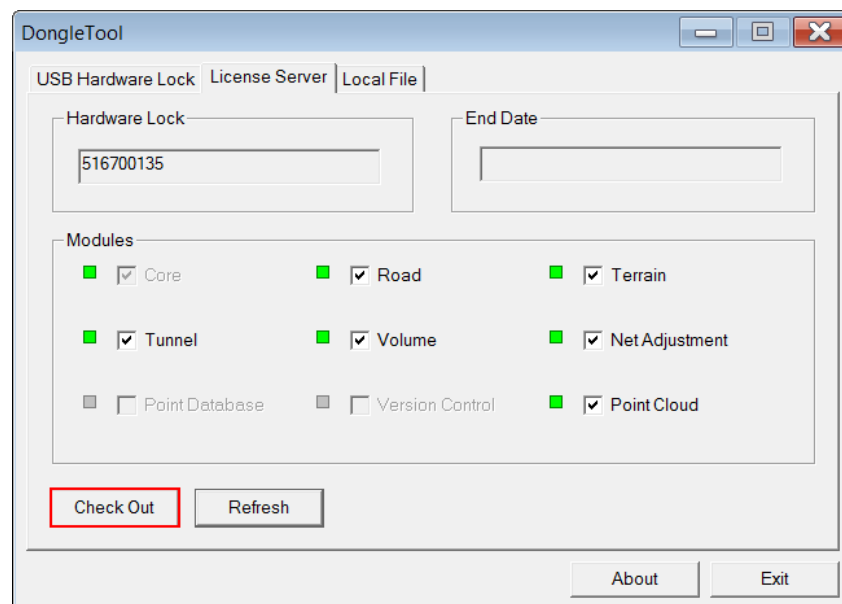 DongleTool
USB Hardware Lock License Server Local File
Hardware Lock End Date
516700135
Modules
Core Road Terrain
Tunnel Volume Net Adjustment
Point Database Version Control Point Cloud
Check Out Refresh
About Exit